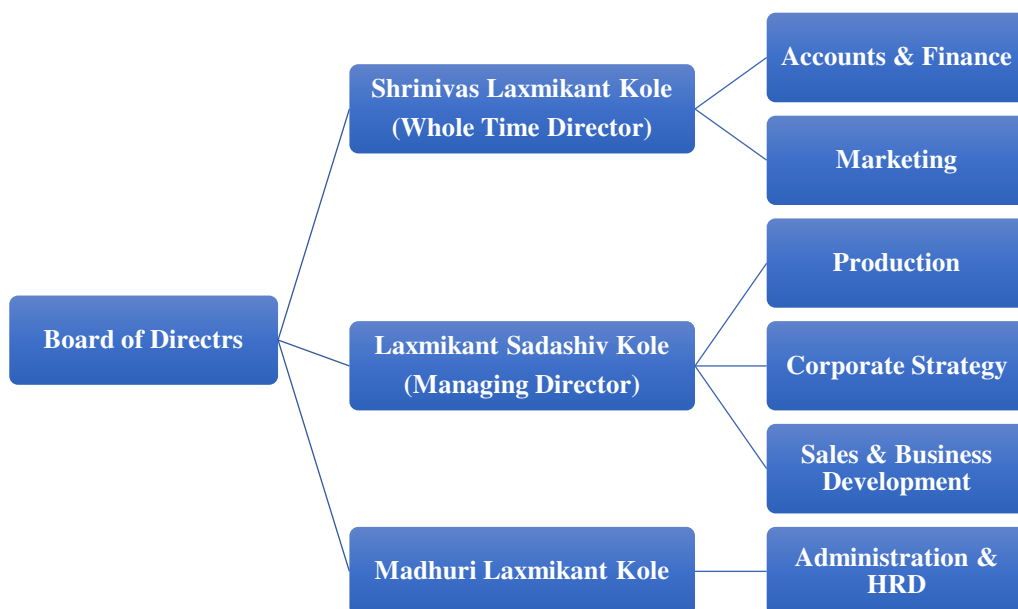 Board of Directrs
Shrinivas Laxmikant Kole
(Whole Time Director)
Accounts & Finance
Marketing
Laxmikant Sadashiv Kole
(Managing Director)
Production
Corporate Strategy
Sales & Business
Development
Madhuri Laxmikant Kole
Administration &
HRD